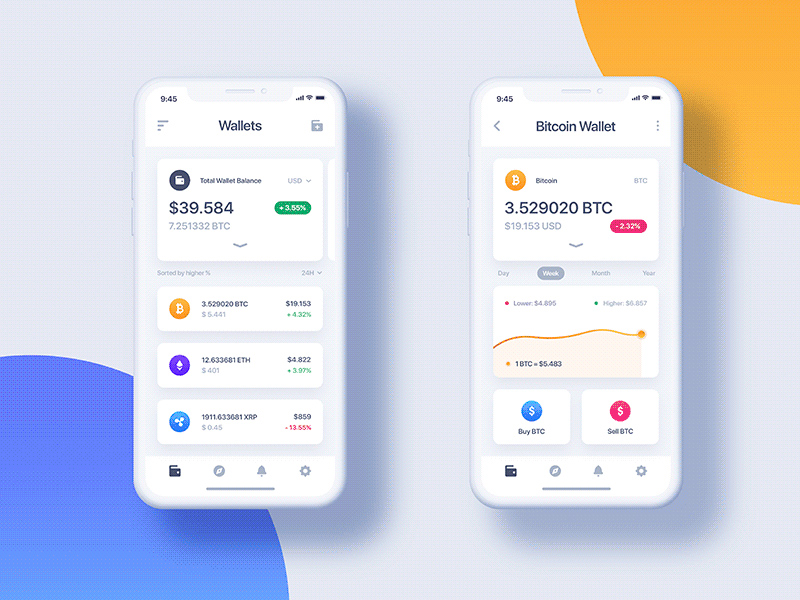 9:45
Wallets
Total Wallet Balance
USD
$39.584
+ 3.55%
7.251332 BTC
Sorted by higher %
24H
3.529020 BTC
$19.153
$ 5.441
+ 4.32%
12.633681 ETH
$4.822
$ 401
+ 3.97%
1911.633681 XRP
$859
$ 0.45
- 13.55%
9:45
Bitcoin Wallet
Bitcoin
BTC
3.529020 BTC
$19.153 USD
- 2.32%
Day
Week
Month
Year
Lower: $4.895
Higher: $6.857
1 BTC = $5.483
$
Buy BTC
$
Sell BTC